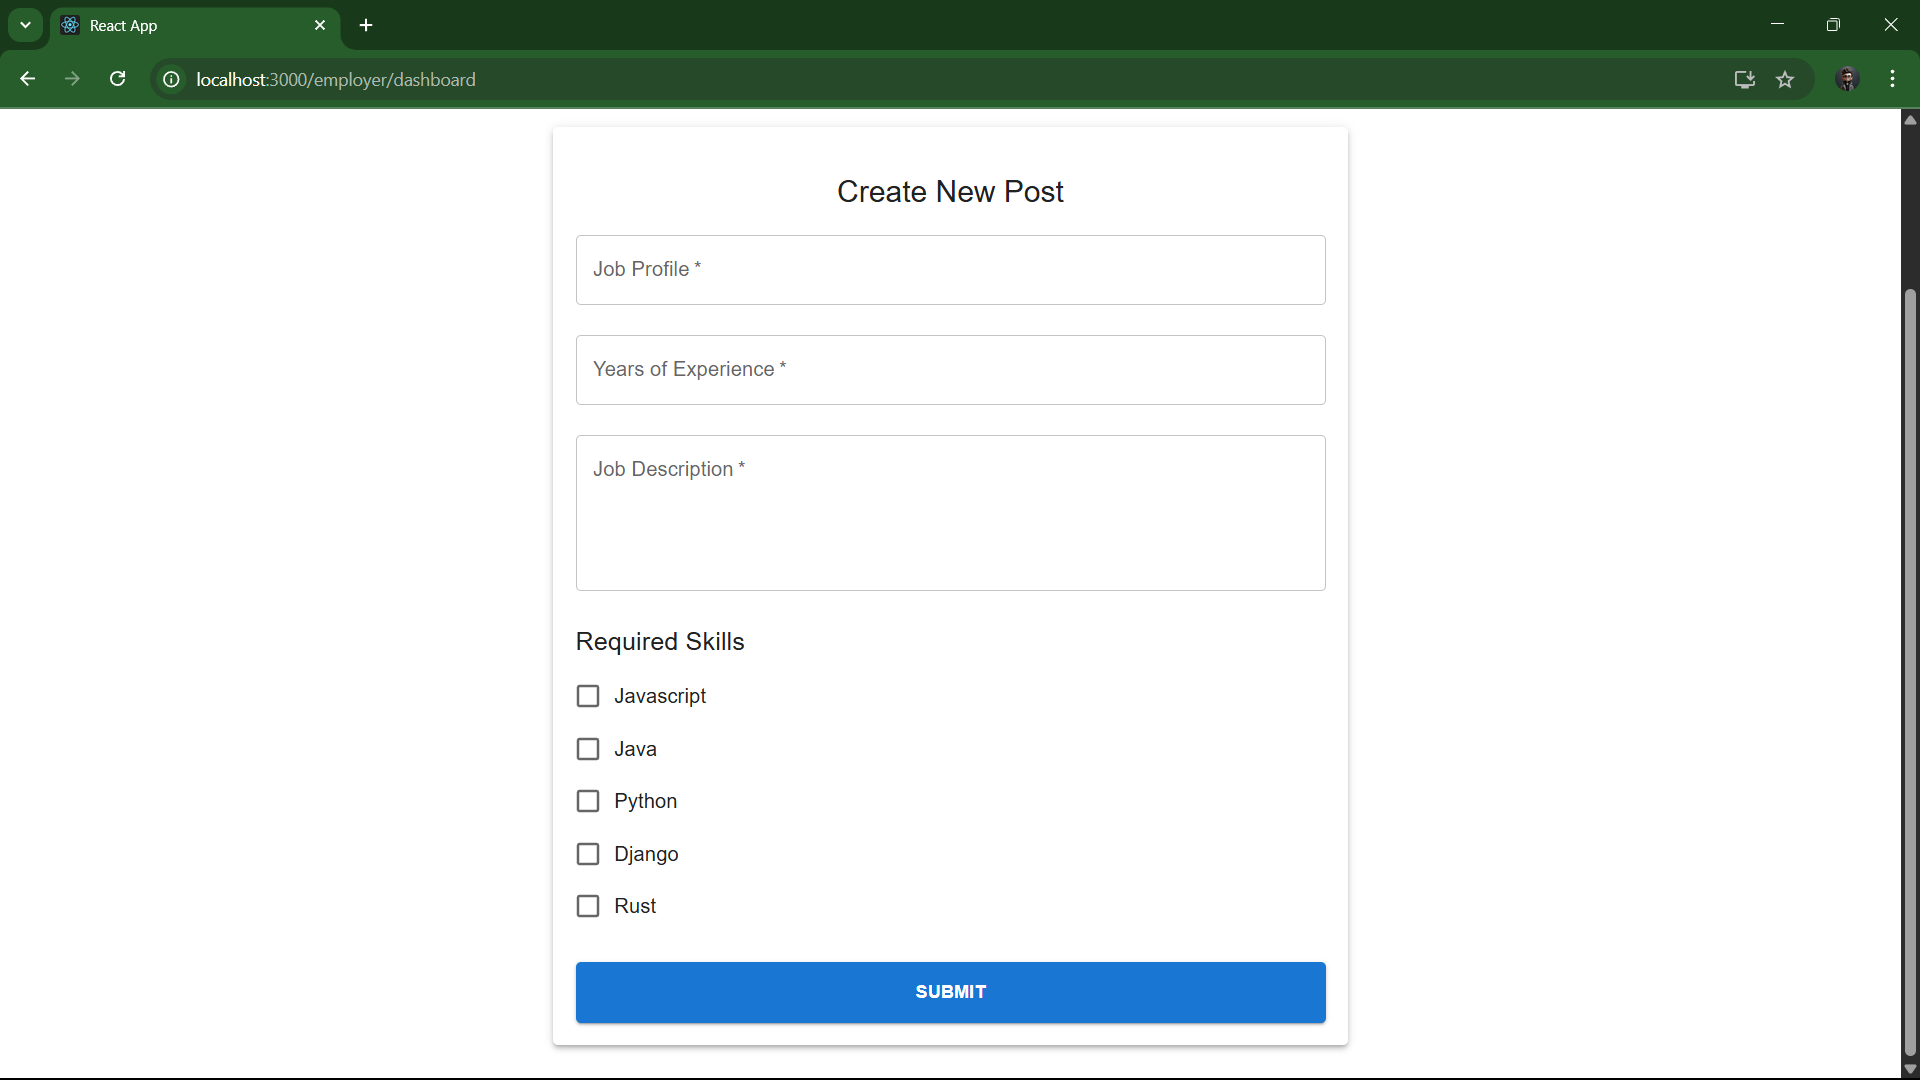 React App
localhost:3000/employer/dashboard
Create New Post
Job Profile *
Years of Experience *
Job Description *
Required Skills
Javascript
Java
Python
Django
Rust
SUBMIT